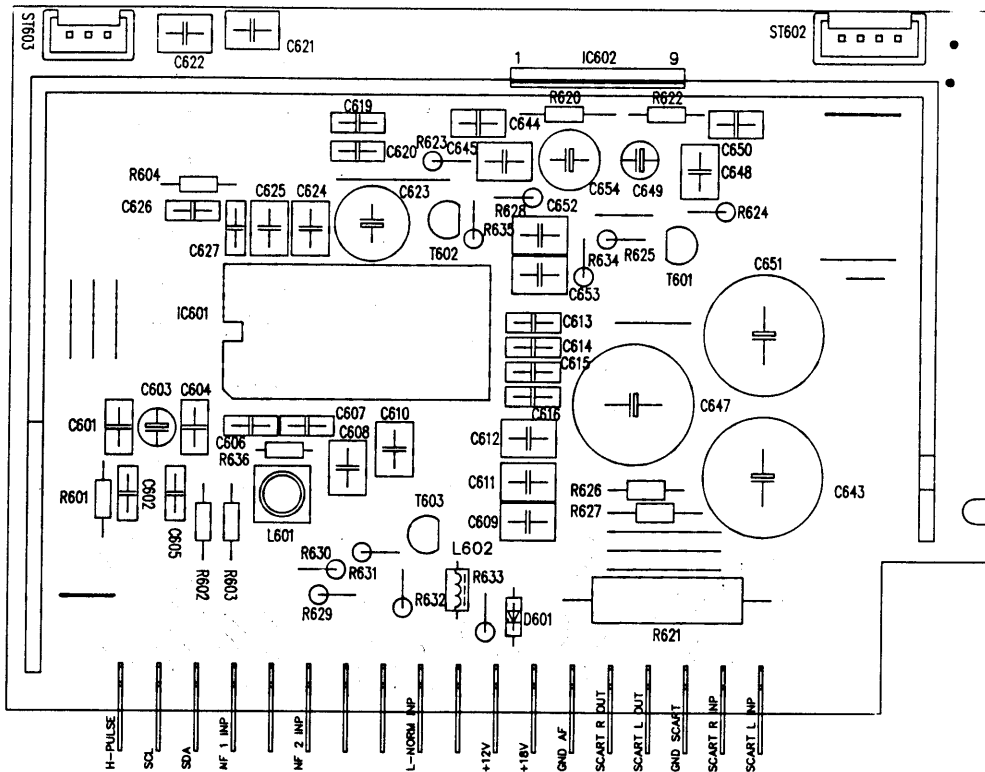 ST603
C622
C621
ST602
1
IC602
9
C619
C620
R623
C645
C644
R620
R622
C650
C648
C654
C649
R604
C626
C625
C624
C623
C627
T602
R635
R628
C652
R624
R634
R625
T601
C651
C653
IC601
C613
C614
C615
C616
C647
C601
C603
C604
C606
C607
C610
R636
C608
C612
C611
C609
R601
C602
C605
R602
R603
L601
T603
R626
R627
C643
R630
R631
L602
R629
R632
R633
D601
R621
H-PULSE
SCL
SDA
NF 1 INP
NF 2 INP
L-NORM INP
+12V
+18V
GND AF
SCART R OUT
SCART L OUT
GND SCART
SCART R INP
SCART L INP